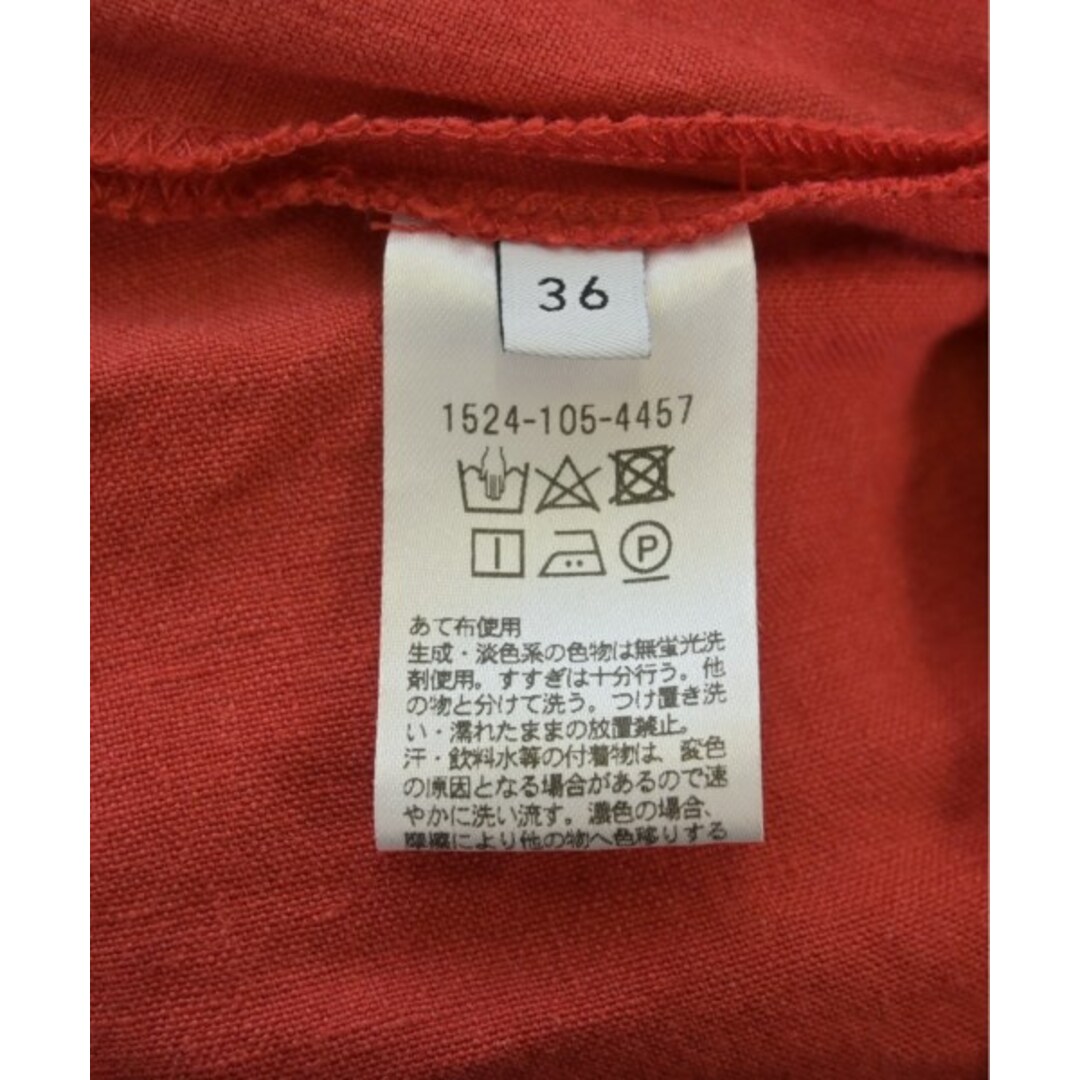 36
1524-105-4457
P
あて布使用
生成・淡色系の色物は無蛍光洗
剤使用。すすぎは十分行う。他
の物と分けて洗う。つけ置き洗
い・濡れたままの放置禁止。
汗・飲料水等の付着物は、変色
の原因となる場合があるので速
やかに洗い流す。濃色の場合、
摩擦により他の物へ色移りする